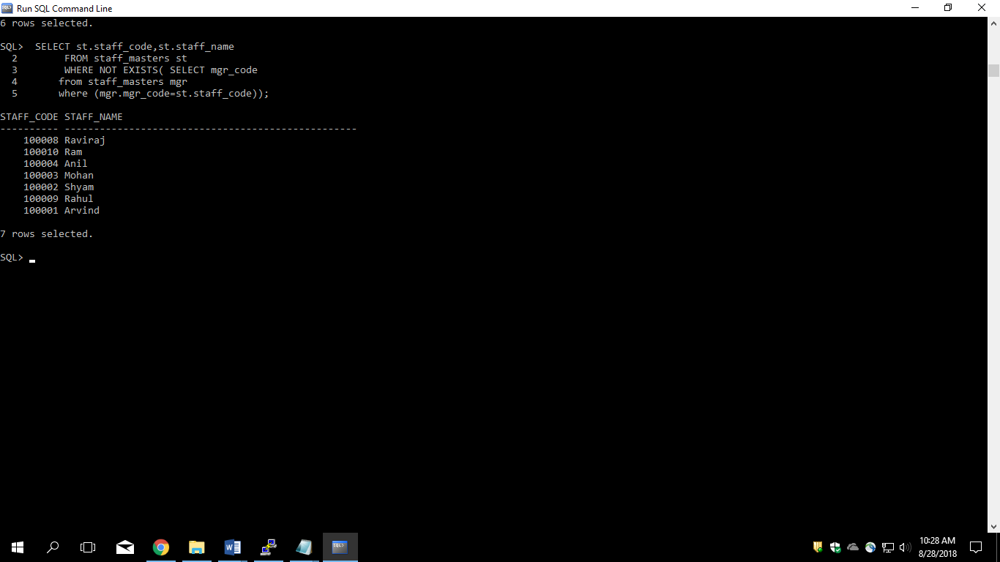 Run SQL Command Line
6 rows selected.
SQL>  SELECT st.staff_code,st.staff_name
  2       FROM staff_masters st
  3       WHERE NOT EXISTS( SELECT mgr_code
  4      from staff_masters mgr
  5      where (mgr.mgr_code=st.staff_code));
STAFF_CODE STAFF_NAME
---------- --------------------------------------------------
    100008 Raviraj
    100010 Ram
    100004 Anil
    100003 Mohan
    100002 Shyam
    100009 Rahul
    100001 Arvind
7 rows selected.
SQL>
10:28 AM
8/28/2018